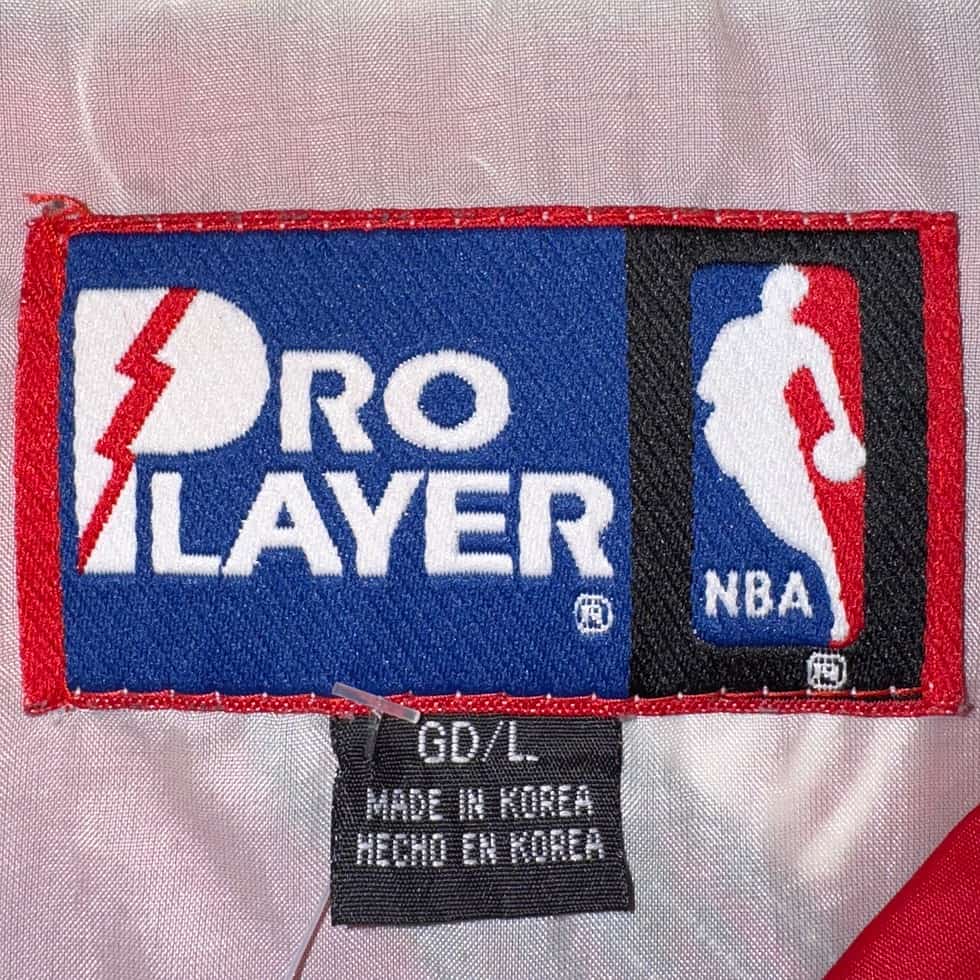 PRO
PLAYER
®
NBA
®
GD/L
MADE IN KOREA
HECHO EN KOREA